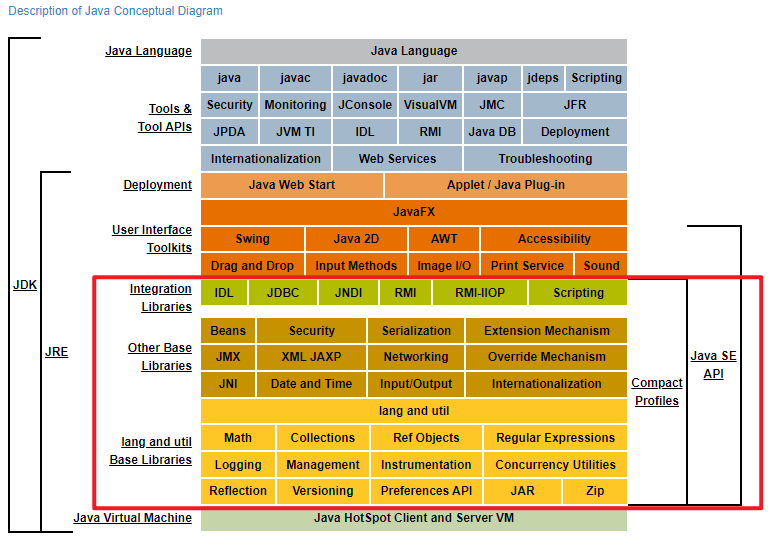 Description of Java Conceptual Diagram
Java Language Java Language
java javac javadoc jar javap jdeps Scripting
Tools &
Tool APIs
Security Monitoring JConsole VisualVM JMC JFR
JPDA JVM TI IDL RMI Java DB Deployment
Internationalization Web Services Troubleshooting
Deployment Java Web Start Applet / Java Plug-in
JavaFX
User Interface
Toolkits
Swing Java 2D AWT Accessibility
Drag and Drop Input Methods Image I/O Print Service Sound
JDK
Integration
Libraries
IDL JDBC JNDI RMI RMI-IIOP Scripting
JRE
Other Base
Libraries
Beans Security Serialization Extension Mechanism
JMX XML JAXP Networking Override Mechanism
JNI Date and Time Input/Output Internationalization
Compact
Profiles
Java SE
API
lang and util
lang and util
Base Libraries
Math Collections Ref Objects Regular Expressions
Logging Management Instrumentation Concurrency Utilities
Reflection Versioning Preferences API JAR Zip
Java Virtual Machine Java HotSpot Client and Server VM